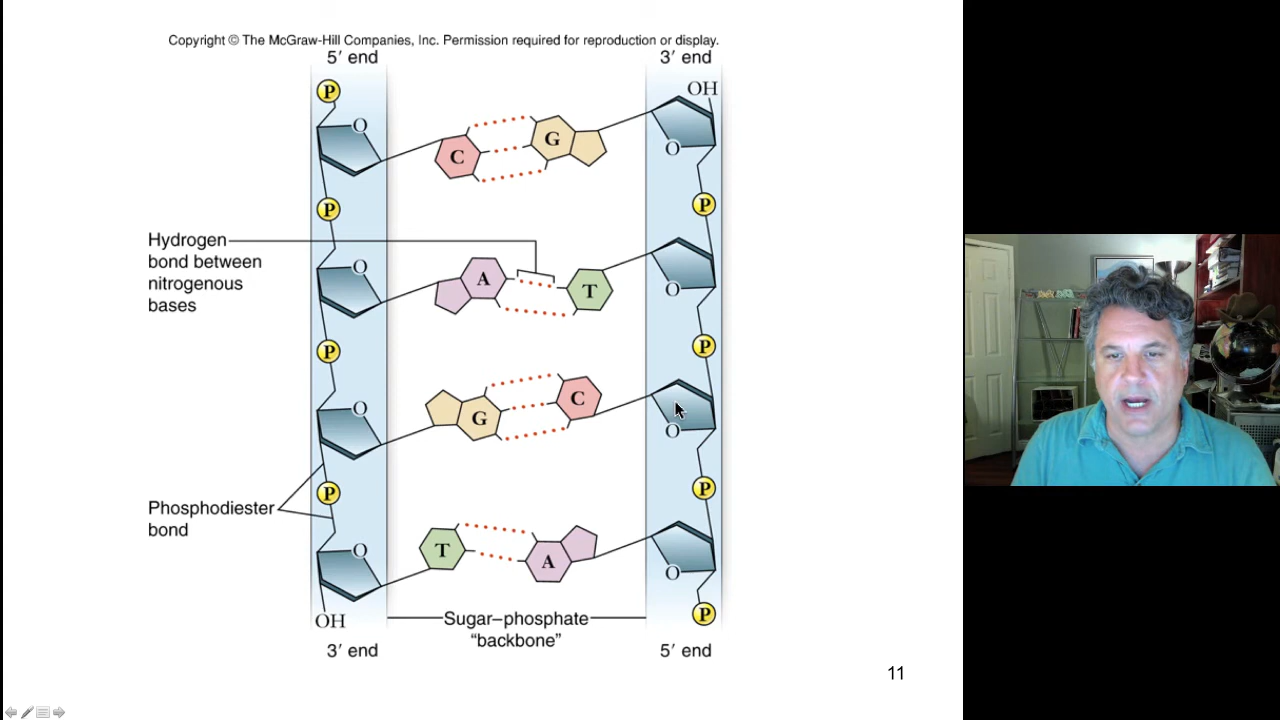 Copyright © The McGraw-Hill Companies, Inc. Permission required for reproduction or display.
5′ end
3′ end
P
OH
O
C
G
O
P
P
Hydrogen
bond between
nitrogenous
bases
O
A
T
O
P
P
O
G
C
O
P
P
Phosphodiester
bond
O
T
A
O
P
OH
Sugar–phosphate
“backbone”
3′ end
5′ end
11